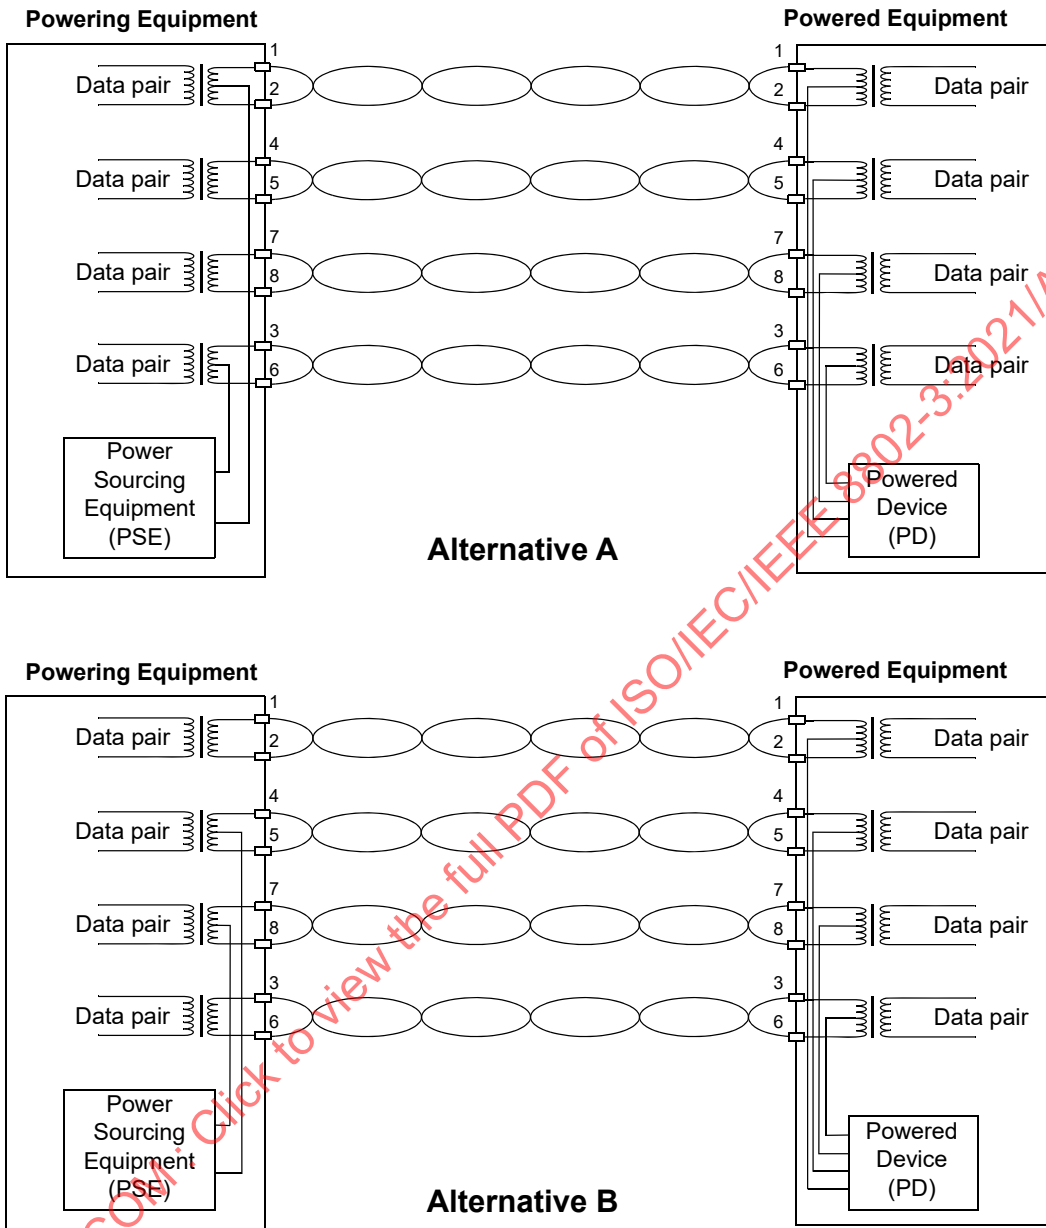 Powering Equipment
Powered Equipment
1
1
Data pair
Data pair
2
2
4
4
Data pair
Data pair
5
5
7
7
Data pair
Data pair
8
8
3
3
Data pair
Data pair
6
6
Power
Sourcing
Equipment
(PSE)
Powered
Device
(PD)
Alternative A
Powering Equipment
Powered Equipment
1
1
Data pair
Data pair
2
2
4
4
Data pair
Data pair
5
5
7
7
Data pair
Data pair
8
8
3
3
Data pair
Data pair
6
6
Power
Sourcing
Equipment
(PSE)
Powered
Device
(PD)
Alternative B
COM : Click to view the full PDF of ISO/IEC/IEEE 8802-3:2021/